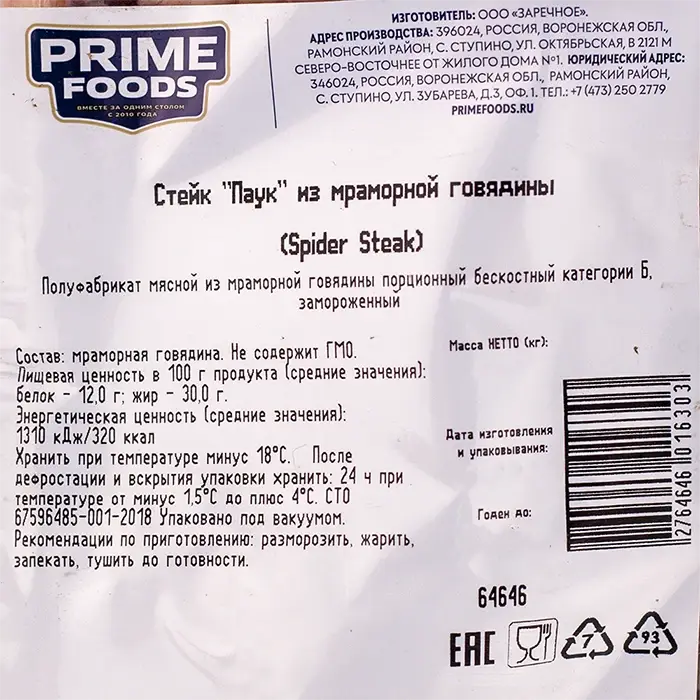 PRIME
FOODS
ВМЕСТЕ ЗА ОДНИМ СТОЛОМ
С 2010 ГОДА
ИЗГОТОВИТЕЛЬ: ООО «ЗАРЕЧНОЕ».
АДРЕС ПРОИЗВОДСТВА: 396024, РОССИЯ, ВОРОНЕЖСКАЯ ОБЛ.,
РАМОНСКИЙ РАЙОН, С. СТУПИНО, УЛ. ОКТЯБРЬСКАЯ, В 2121 М
СЕВЕРО-ВОСТОЧНЕЕ ОТ ЖИЛОГО ДОМА №1. ЮРИДИЧЕСКИЙ АДРЕС:
346024, РОССИЯ, ВОРОНЕЖСКАЯ ОБЛ., РАМОНСКИЙ РАЙОН,
С. СТУПИНО, УЛ. ЗУБАРЕВА, Д.3, ОФ. 1. ТЕЛ.: +7 (473) 250 2779
PRIMEFOODS.RU
Стейк "Паук" из мраморной говядины
(Spider Steak)
Полуфабрикат мясной из мраморной говядины порционный бескостный категории Б,
замороженный
Состав: мраморная говядина. Не содержит ГМО.
Пищевая ценность в 100 г продукта (средние значения):
белок - 12,0 г; жир - 30,0 г.
Энергетическая ценность (средние значения):
1310 кДж/320 ккал
Хранить при температуре минус 18°С. После
дефростации и вскрытия упаковки хранить: 24 ч при
температуре от минус 1,5°С до плюс 4°С. СТО
67596485-001-2018 Упаковано под вакуумом.
Рекомендации по приготовлению: разморозить, жарить,
запекать, тушить до готовности.
Масса НЕТТО (кг):
Дата изготовления
и упаковывания:
Годен до:
2764646016303
64646
EAC
7
93